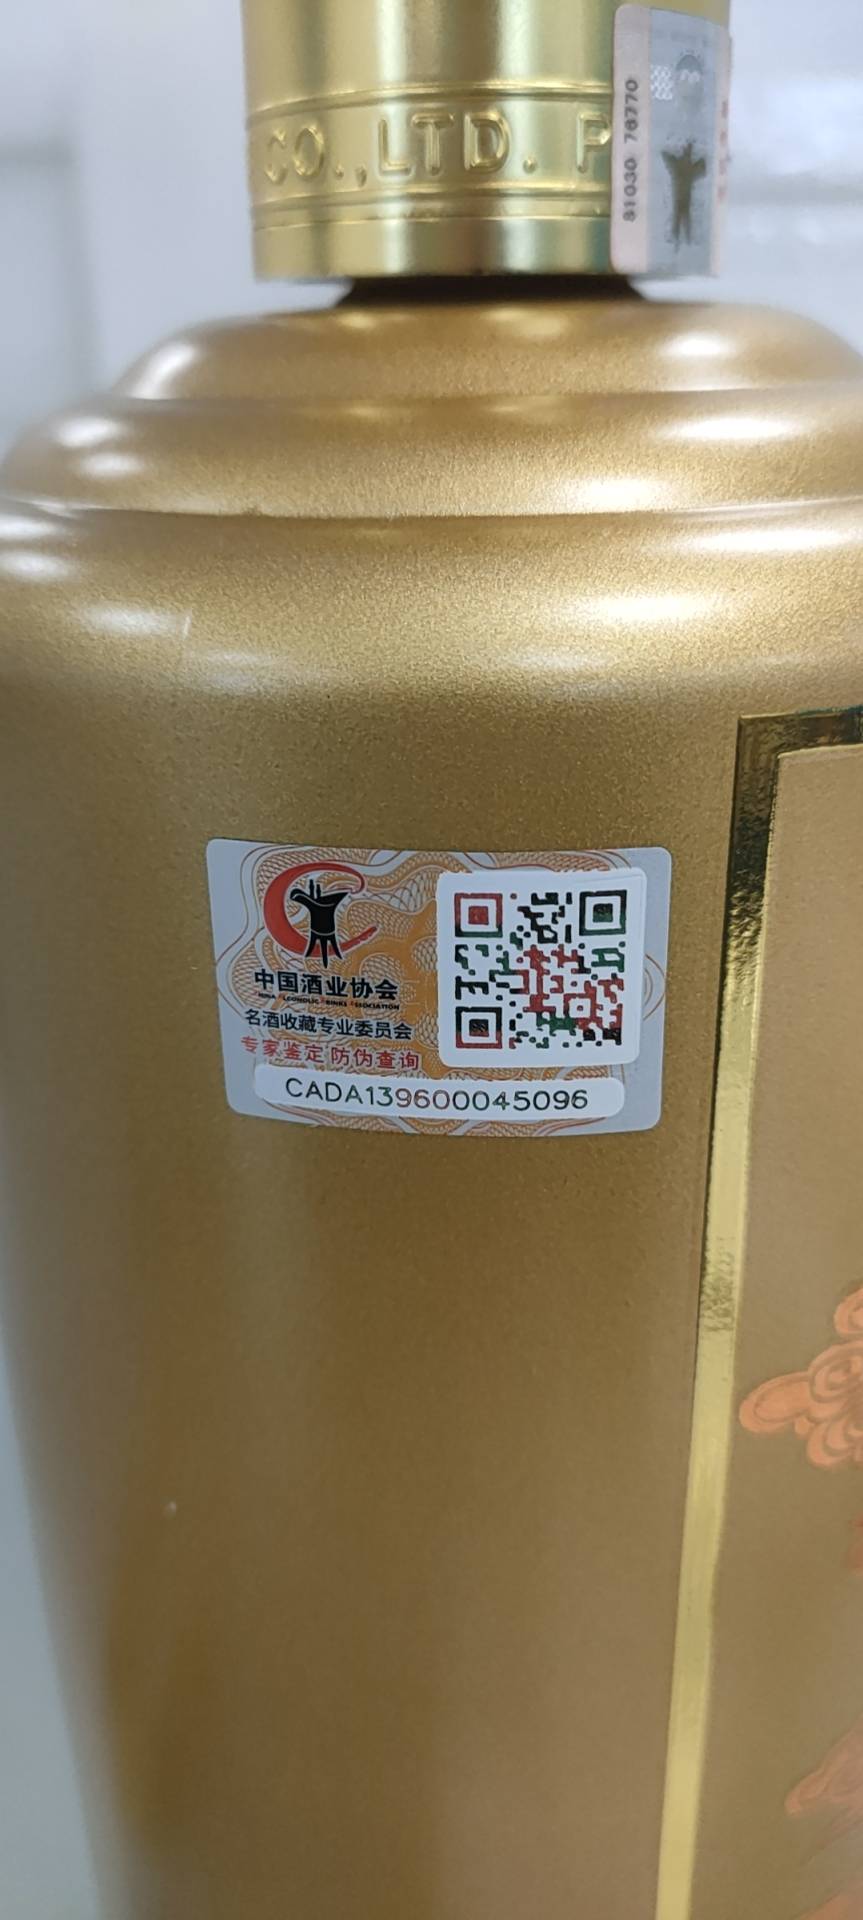 CO.,LTD. P
81030 78770
中国酒业协会
名酒收藏专业委员会
专家鉴定 防伪查询
CADA139600045096